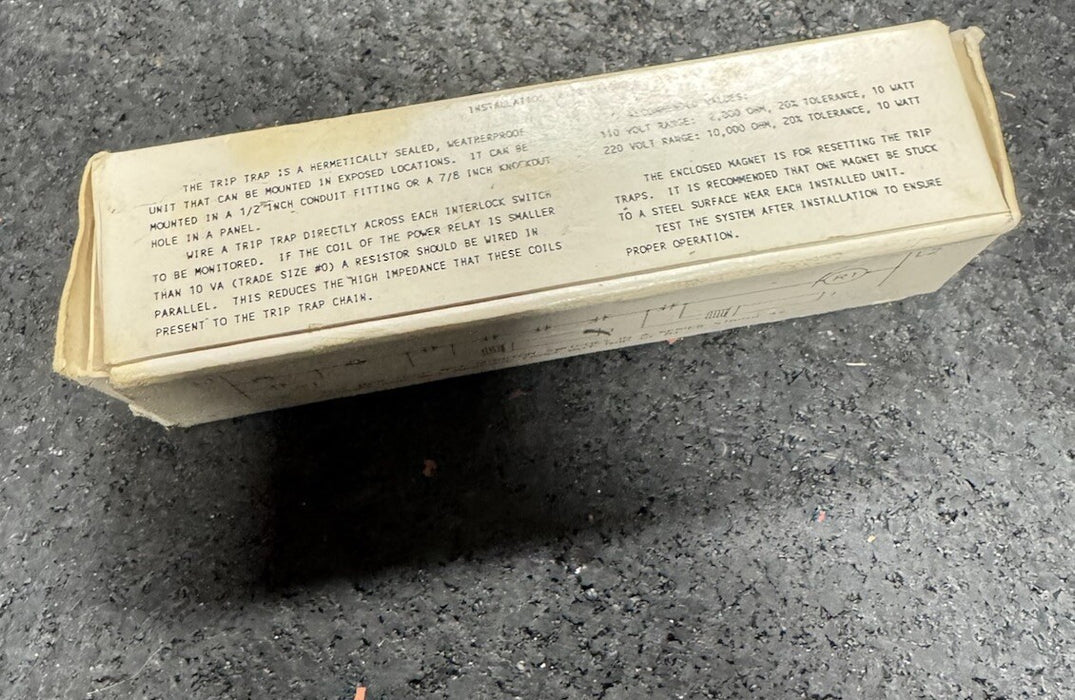 INSTALLATION
THE TRIP TRAP IS A HERMETICALLY SEALED, WEATHERPROOF
UNIT THAT CAN BE MOUNTED IN EXPOSED LOCATIONS. IT CAN BE
MOUNTED IN A 1/2 INCH CONDUIT FITTING OR A 7/8 INCH KNOCKOUT
HOLE IN A PANEL.
WIRE A TRIP TRAP DIRECTLY ACROSS EACH INTERLOCK SWITCH
TO BE MONITORED. IF THE COIL OF THE POWER RELAY IS SMALLER
THAN 10 VA (TRADE SIZE #0) A RESISTOR SHOULD BE WIRED IN
PARALLEL. THIS REDUCES THE HIGH IMPEDANCE THAT THESE COILS
PRESENT TO THE TRIP TRAP CHAIN.
VALUES:
110 VOLT RANGE: 2,000 OHM, 20% TOLERANCE, 10 WATT
220 VOLT RANGE: 10,000 OHM, 20% TOLERANCE, 10 WATT
THE ENCLOSED MAGNET IS FOR RESETTING THE TRIP
TRAPS. IT IS RECOMMENDED THAT ONE MAGNET BE STUCK
TO A STEEL SURFACE NEAR EACH INSTALLED UNIT.
TEST THE SYSTEM AFTER INSTALLATION TO ENSURE
PROPER OPERATION.
R1